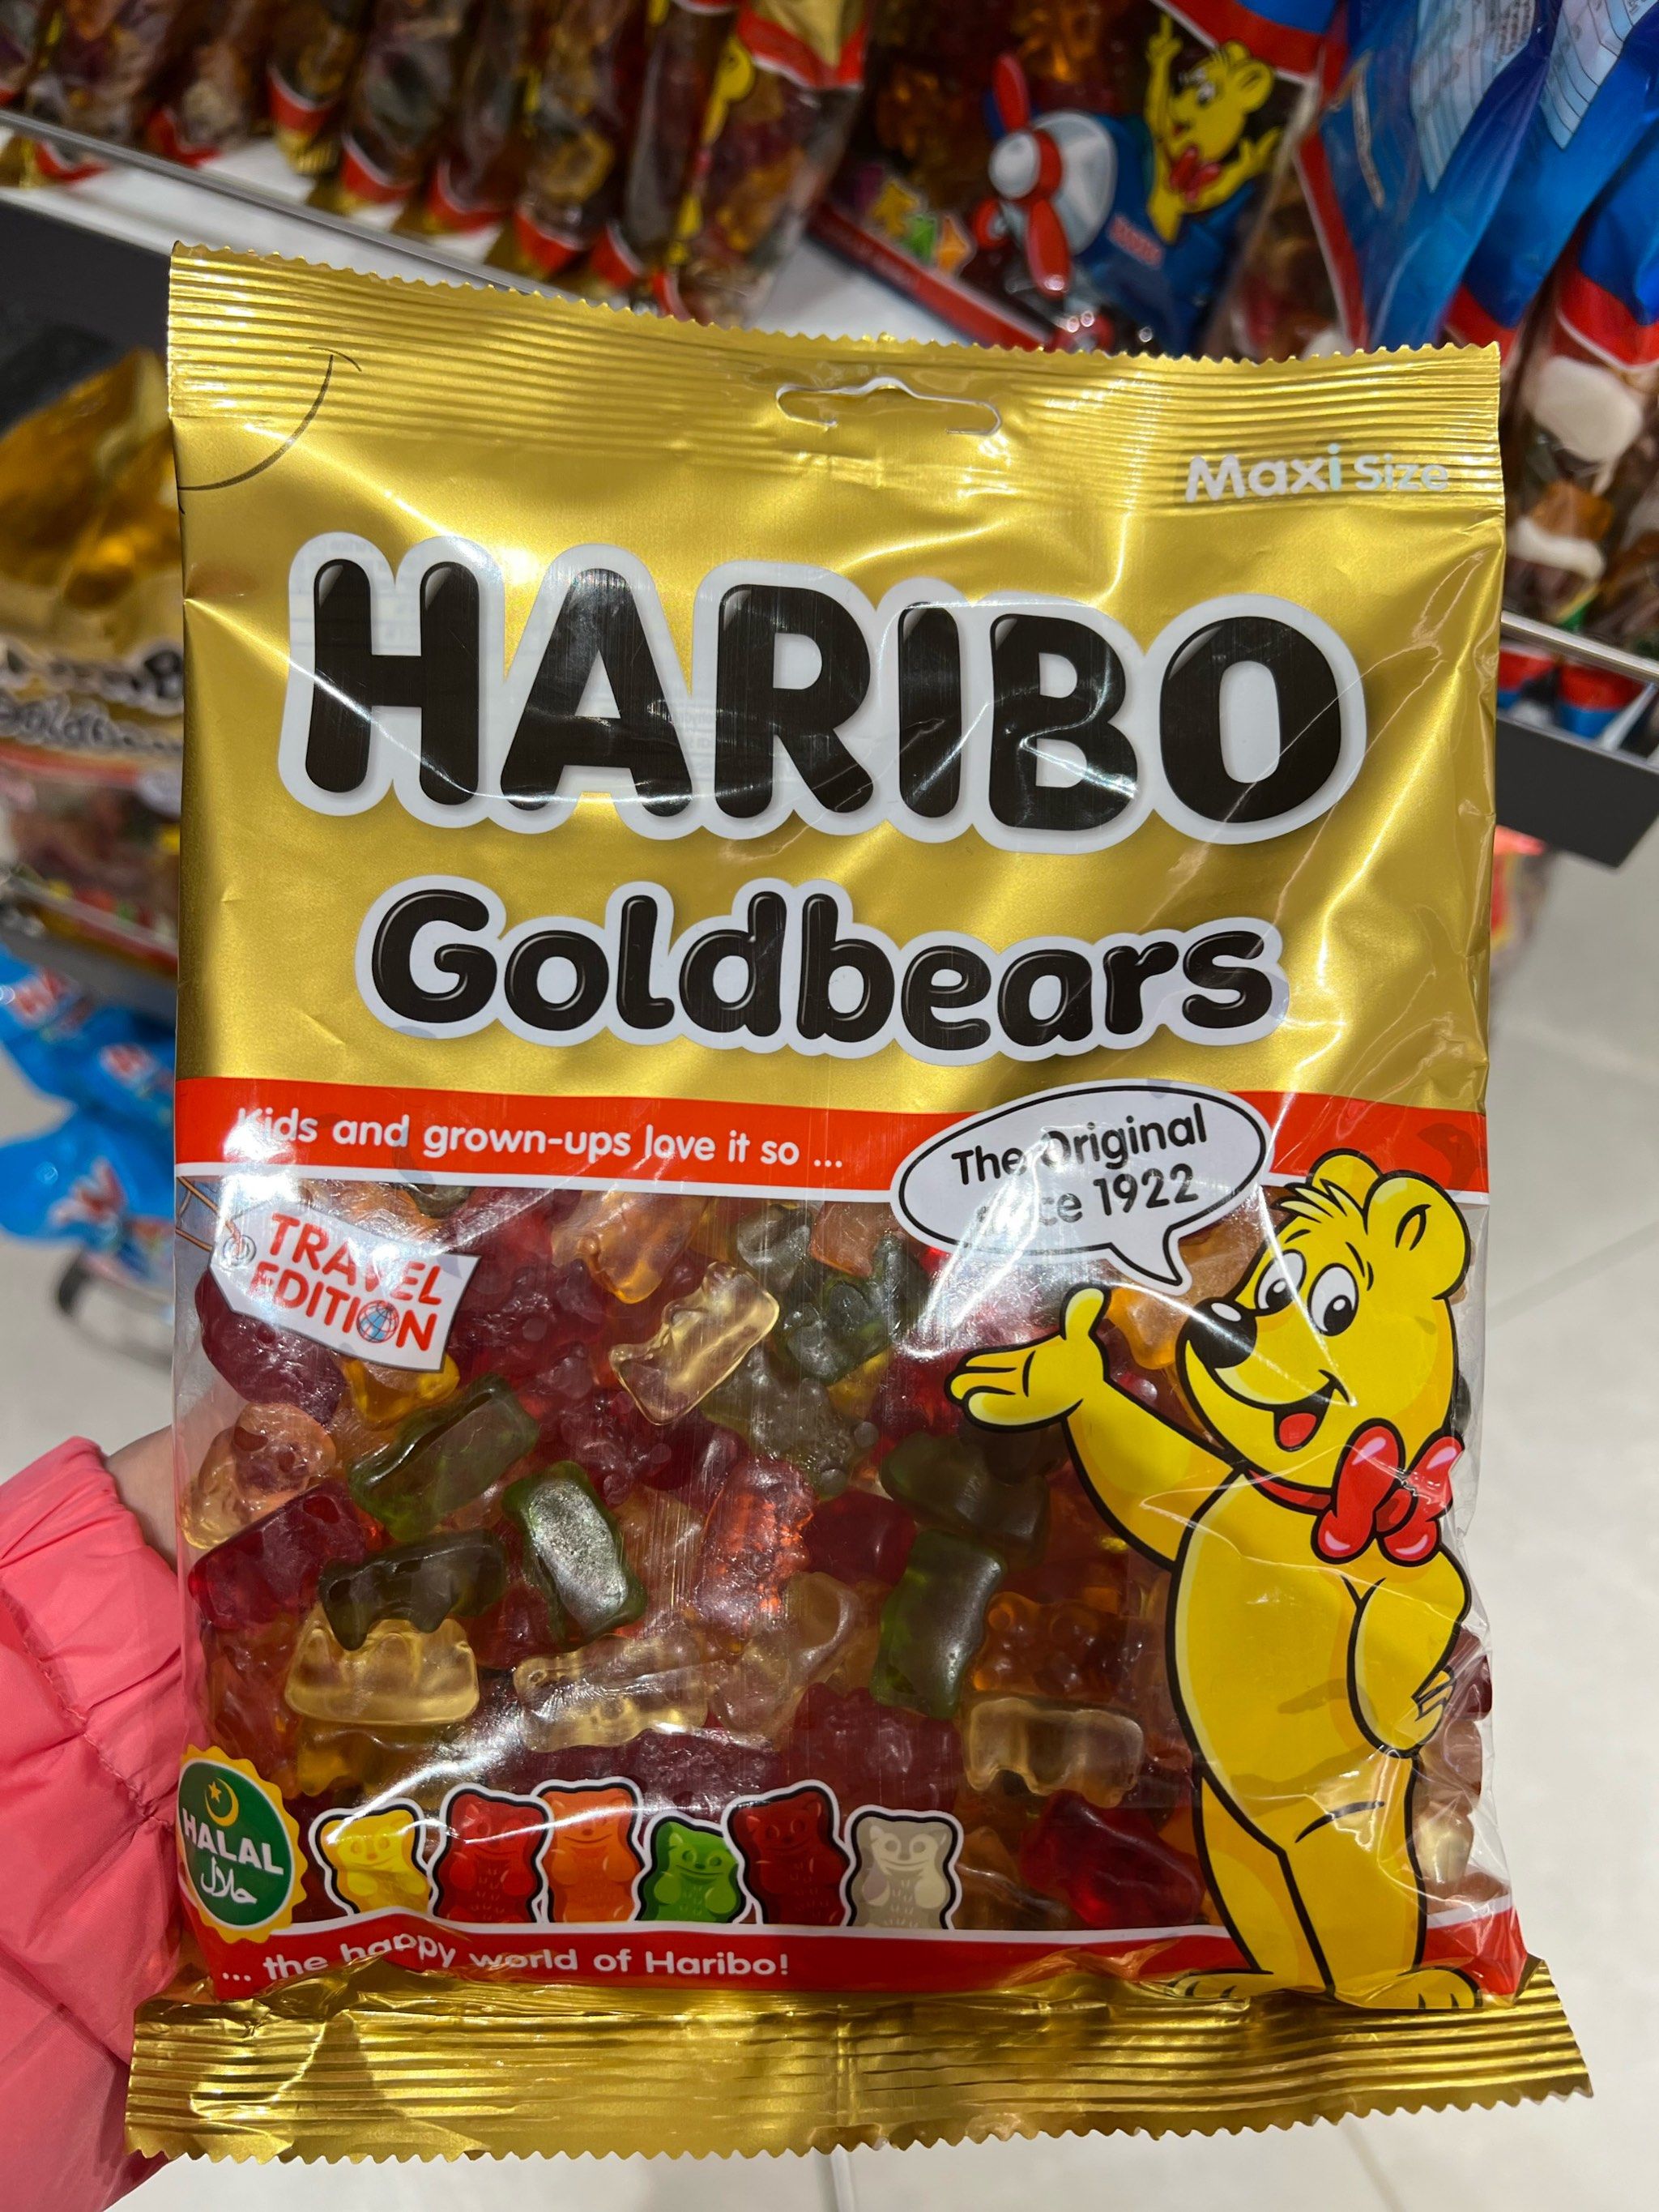 Maxi Size
HARIBO
Goldbears
Kids and grown-ups love it so ...
The Original
1922
TRAVEL
EDITION
HALAL
حلال
... the happy world of Haribo!